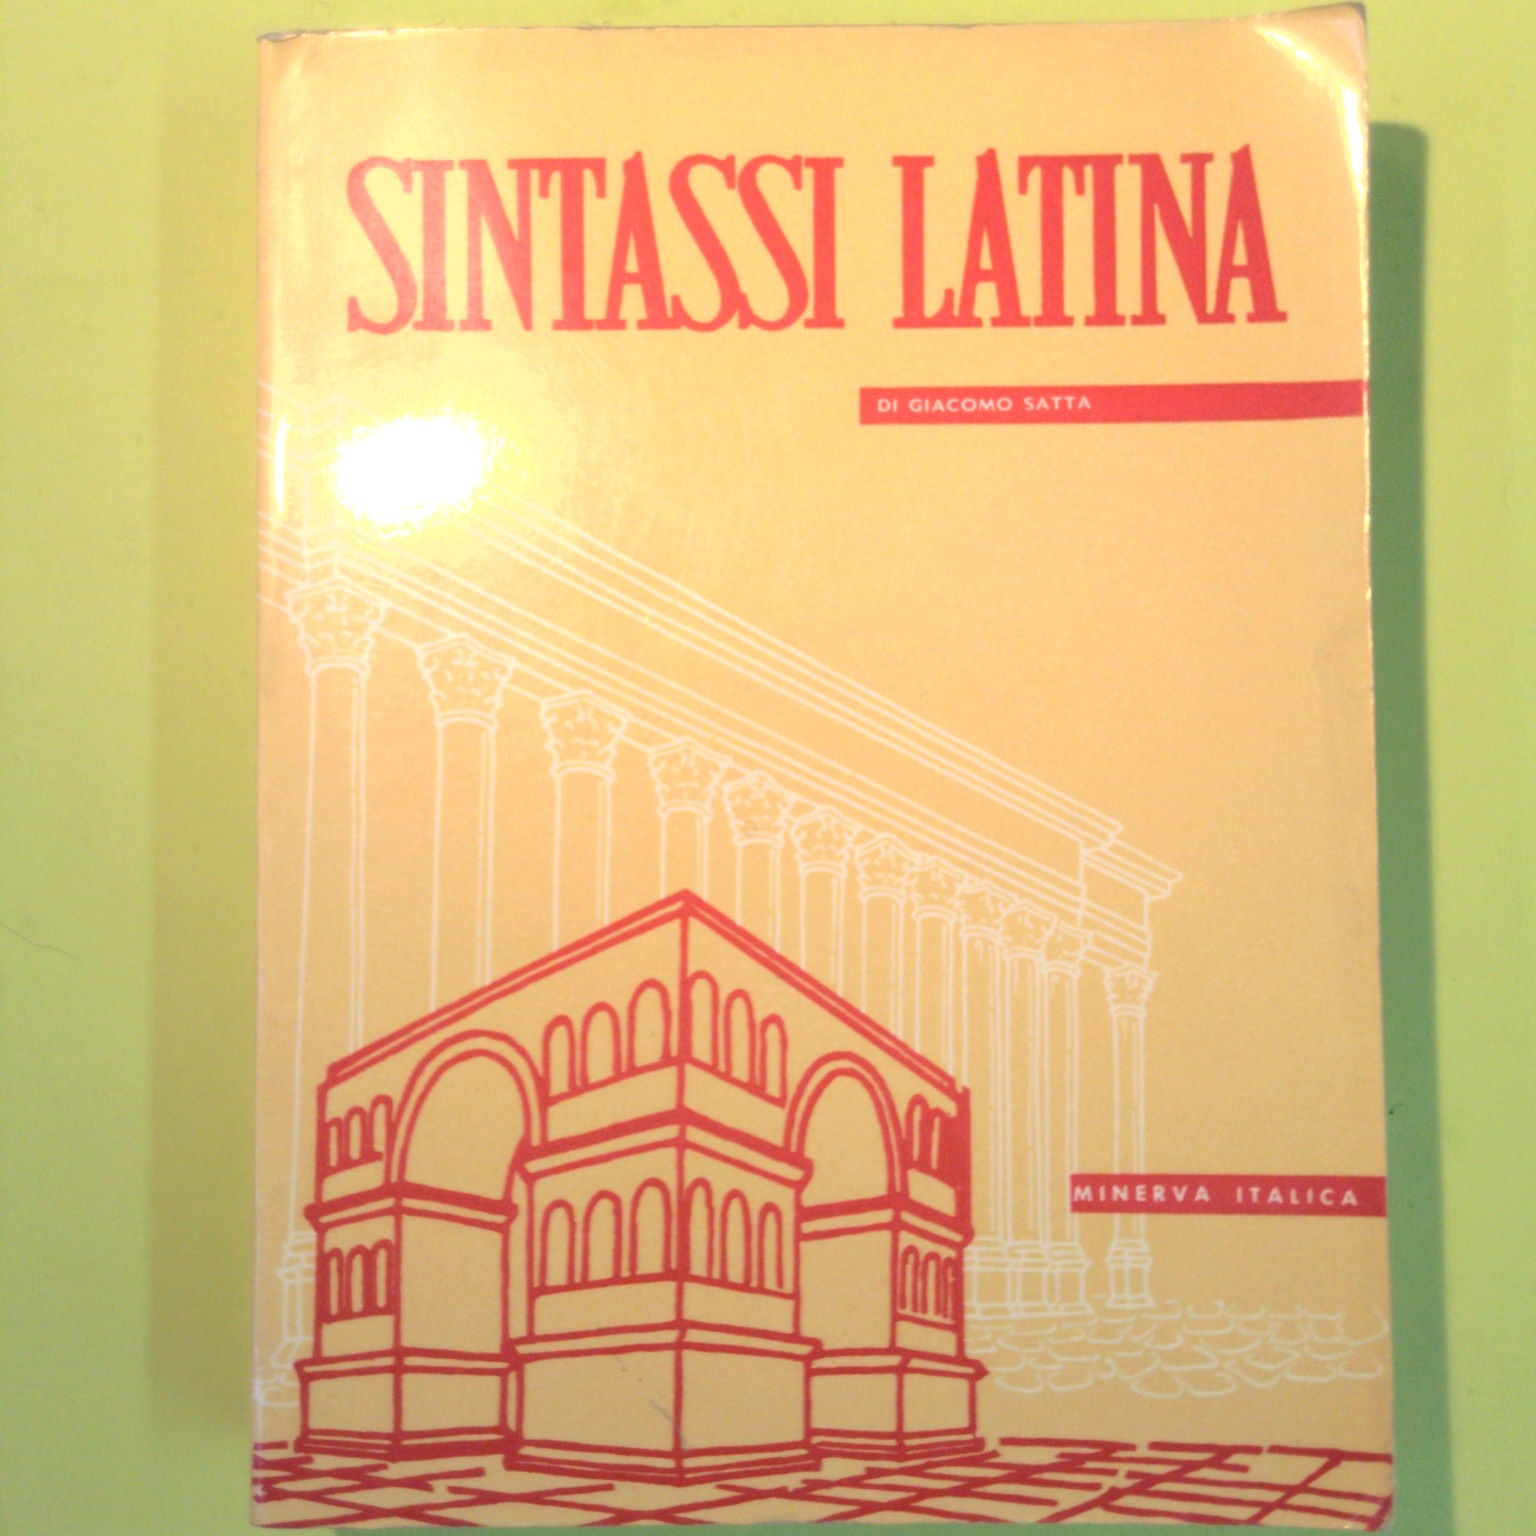 SINTASSI LATINA
DI GIACOMO SATTA
MINERVA ITALICA